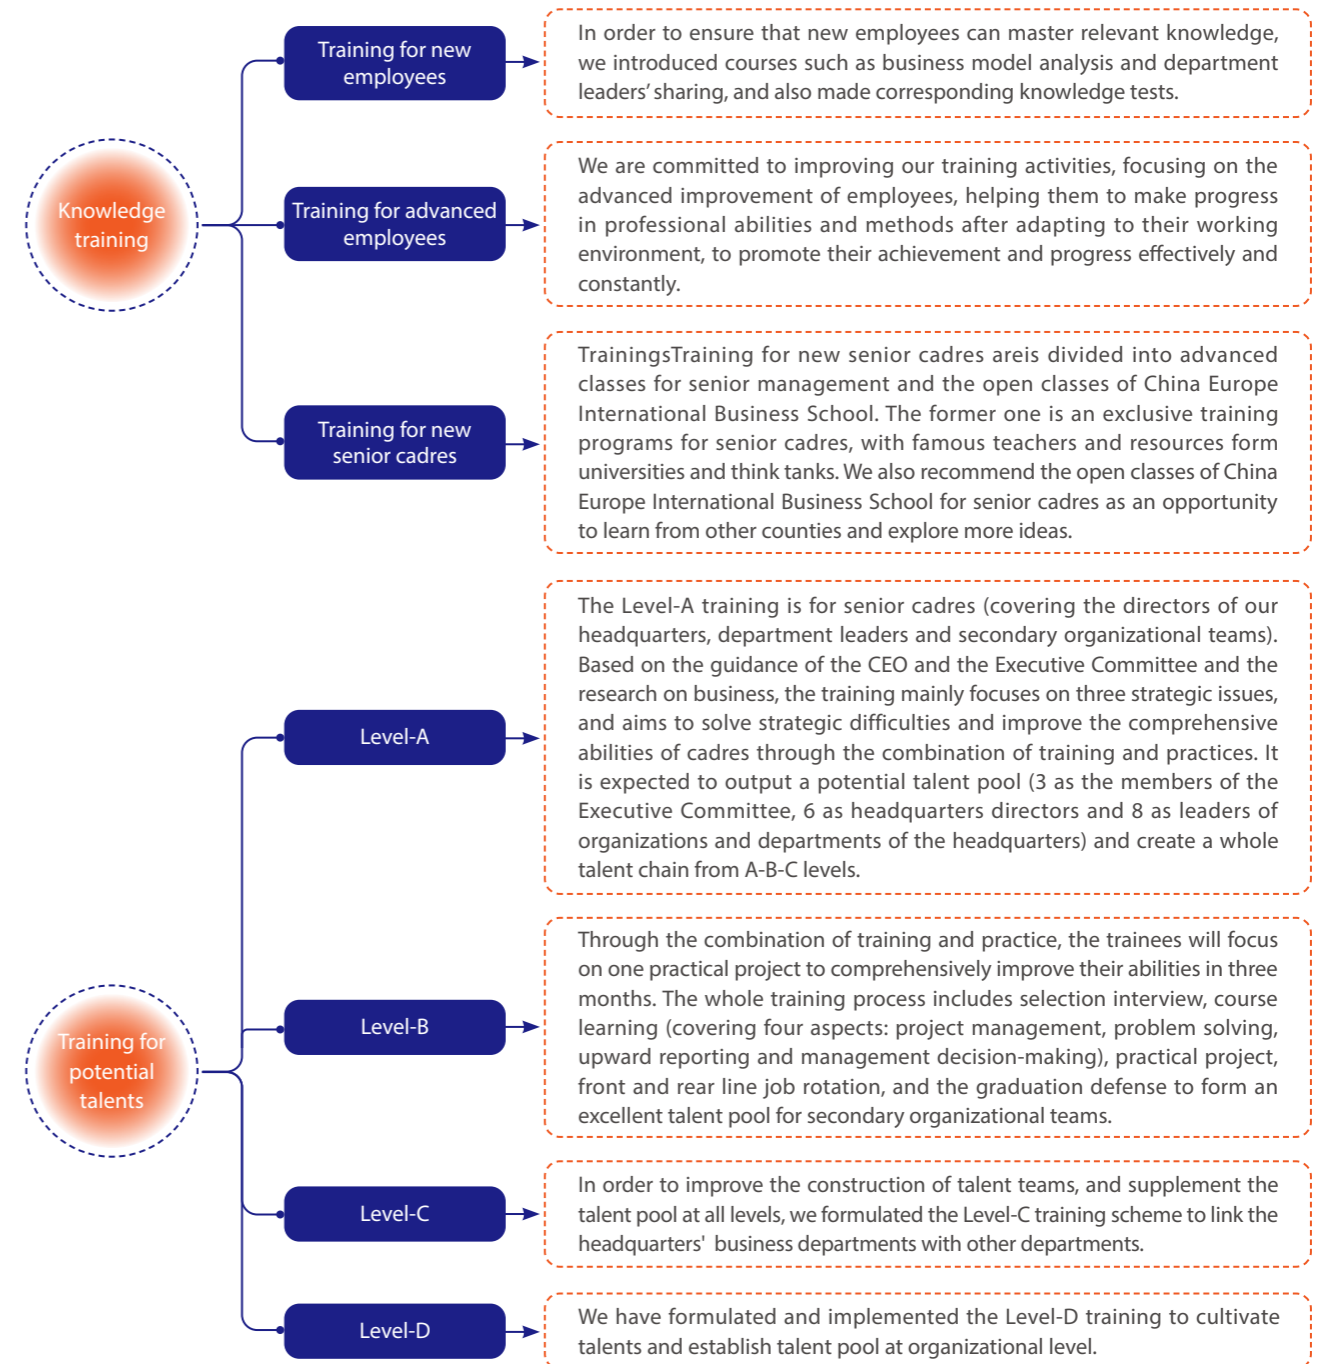 Knowledge
training
Training for new
employees
In order to ensure that new employees can master relevant knowledge,
we introduced courses such as business model analysis and department
leaders’ sharing, and also made corresponding knowledge tests.
Training for advanced
employees
We are committed to improving our training activities, focusing on the
advanced improvement of employees, helping them to make progress
in professional abilities and methods after adapting to their working
environment, to promote their achievement and progress effectively and
constantly.
Training for new
senior cadres
TrainingsTraining for new senior cadres areis divided into advanced
classes for senior management and the open classes of China Europe
International Business School. The former one is an exclusive training
programs for senior cadres, with famous teachers and resources form
universities and think tanks. We also recommend the open classes of China
Europe International Business School for senior cadres as an opportunity
to learn from other counties and explore more ideas.
Training for
potential
talents
Level-A
The Level-A training is for senior cadres (covering the directors of our
headquarters, department leaders and secondary organizational teams).
Based on the guidance of the CEO and the Executive Committee and the
research on business, the training mainly focuses on three strategic issues,
and aims to solve strategic difficulties and improve the comprehensive
abilities of cadres through the combination of training and practices. It
is expected to output a potential talent pool (3 as the members of the
Executive Committee, 6 as headquarters directors and 8 as leaders of
organizations and departments of the headquarters) and create a whole
talent chain from A-B-C levels.
Level-B
Through the combination of training and practice, the trainees will focus
on one practical project to comprehensively improve their abilities in three
months. The whole training process includes selection interview, course
learning (covering four aspects: project management, problem solving,
upward reporting and management decision-making), practical project,
front and rear line job rotation, and the graduation defense to form an
excellent talent pool for secondary organizational teams.
Level-C
In order to improve the construction of talent teams, and supplement the
talent pool at all levels, we formulated the Level-C training scheme to link the
headquarters' business departments with other departments.
Level-D
We have formulated and implemented the Level-D training to cultivate
talents and establish talent pool at organizational level.